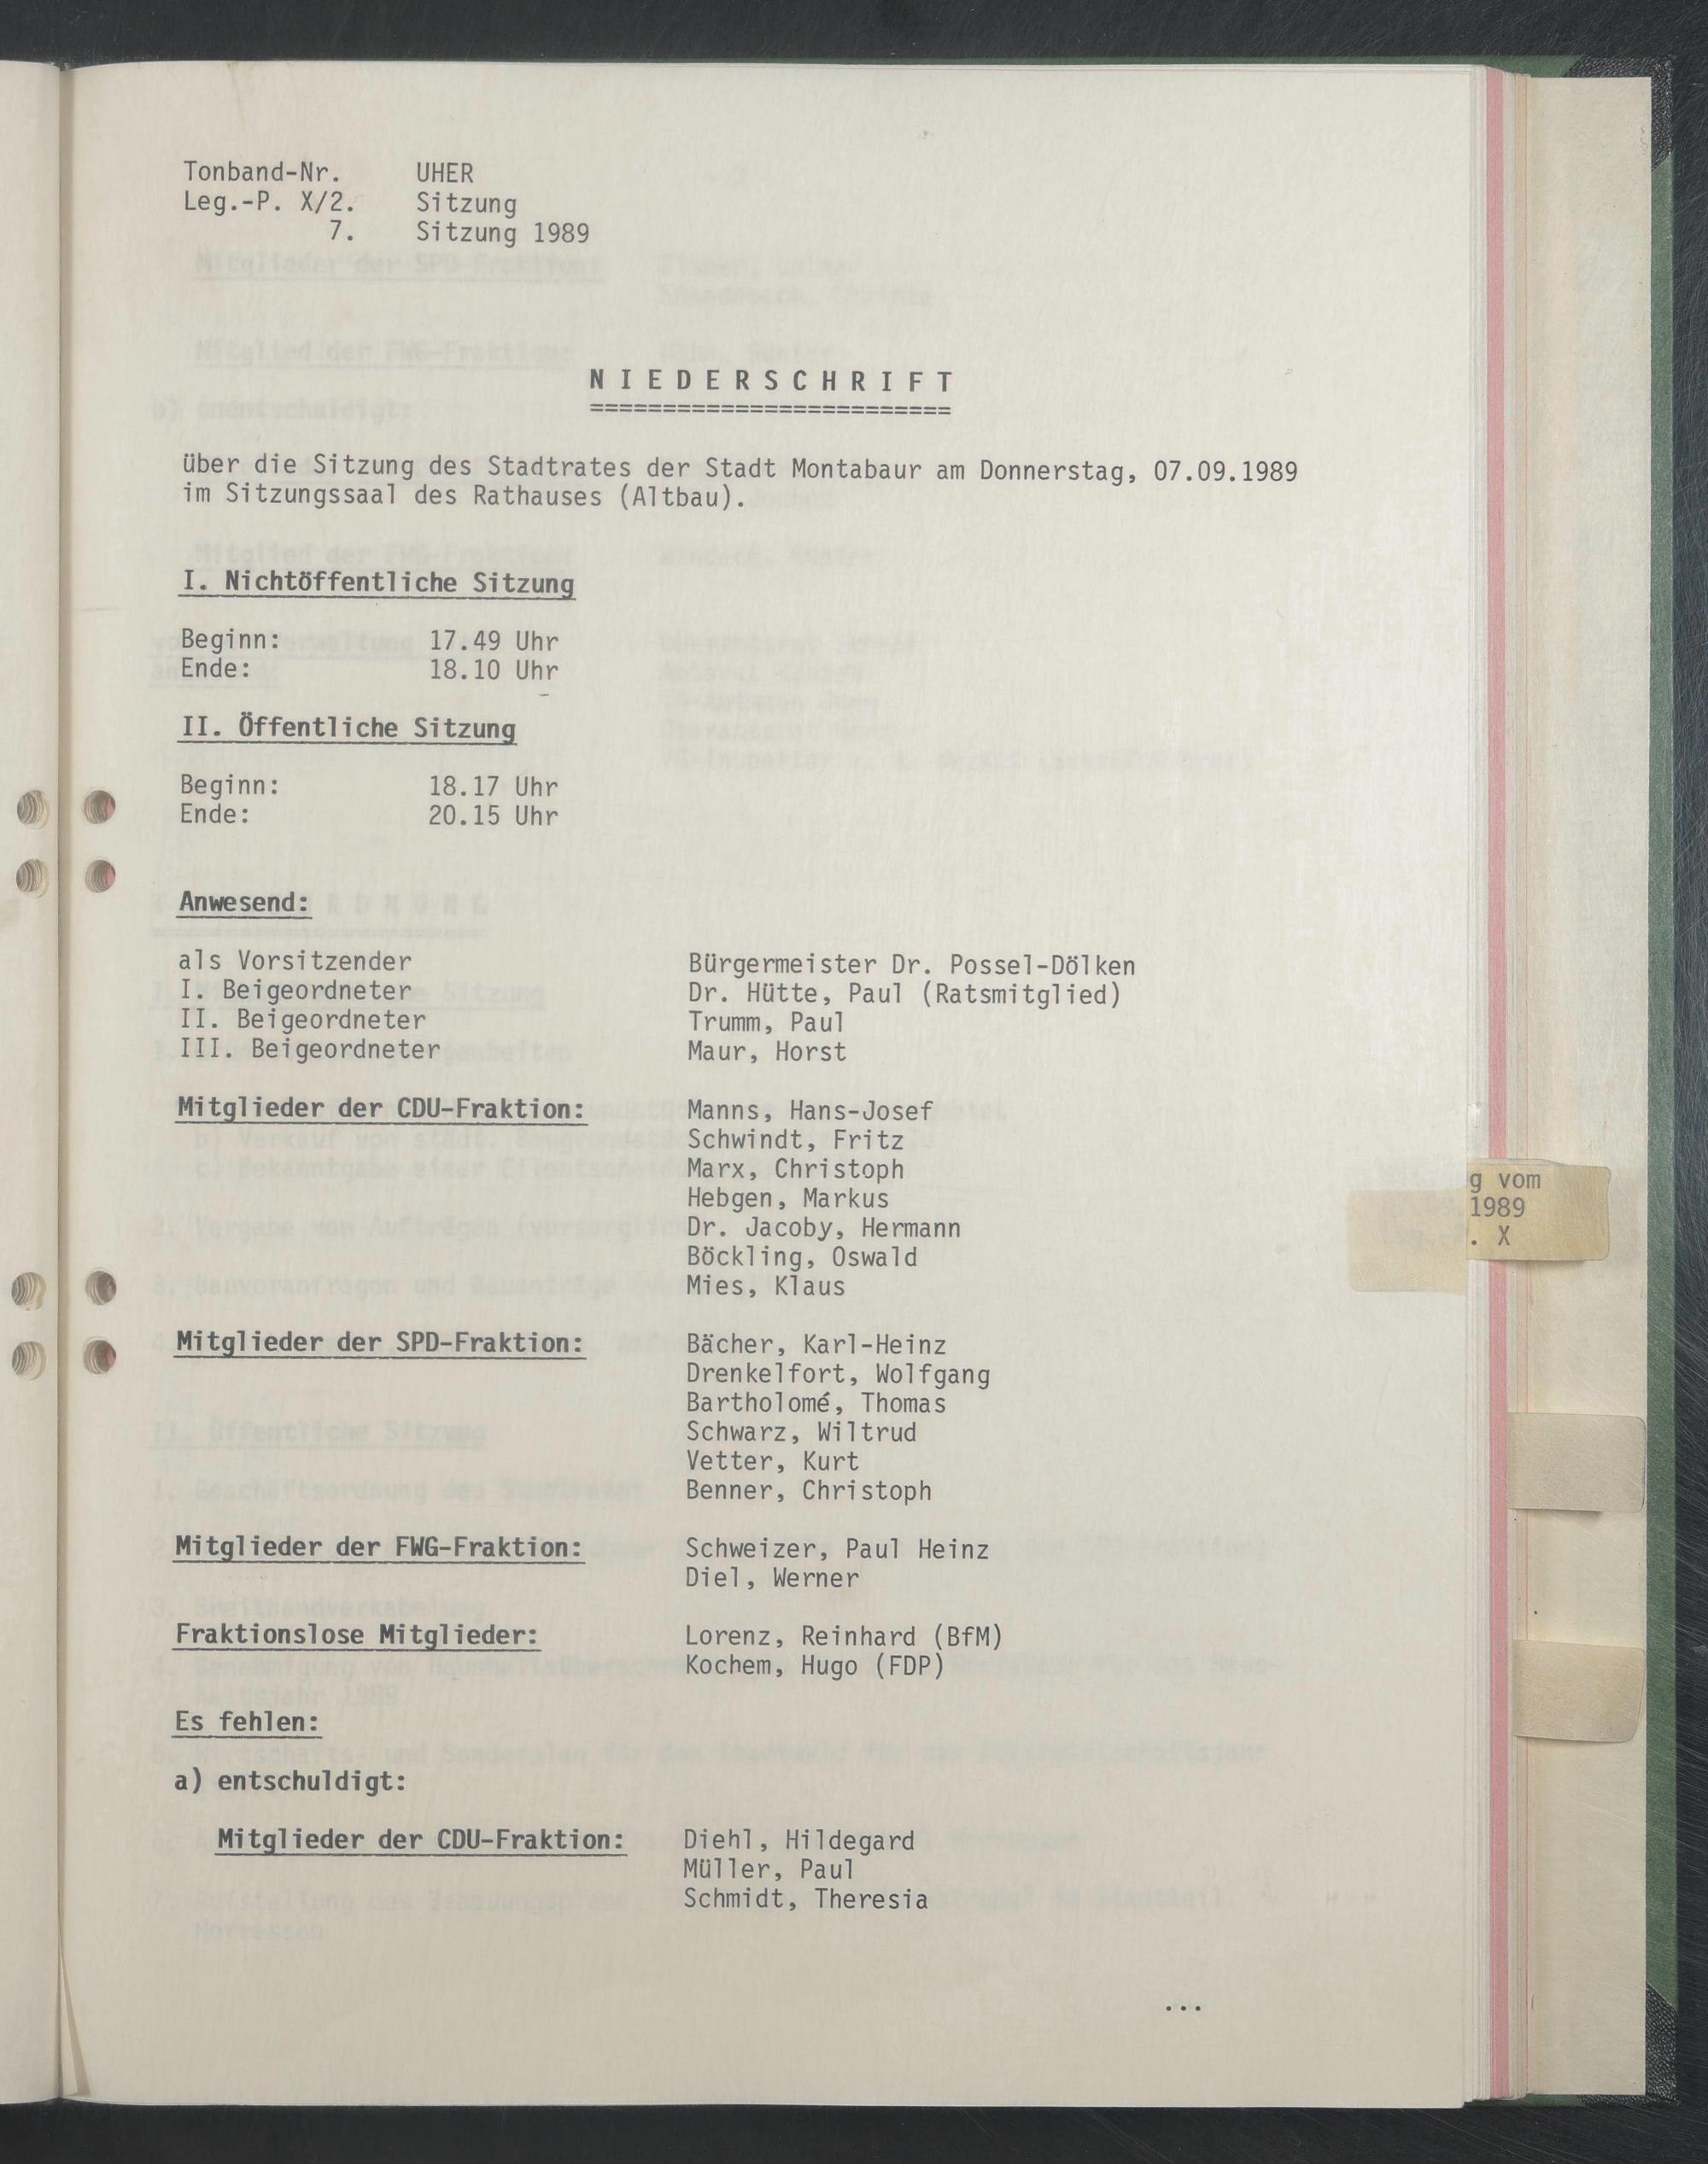 Tonband-Nr. UHER
Leg.-P. X/2. Sitzung
7. Sitzung 1989
NIEDERSCHRIFT
=========================
über die Sitzung des Stadtrates der Stadt Montabaur am Donnerstag, 07.09.1989
im Sitzungssaal des Rathauses (Altbau).
I. Nichtöffentliche Sitzung
Beginn: 17.49 Uhr
Ende: 18.10 Uhr
II. Öffentliche Sitzung
Beginn: 18.17 Uhr
Ende: 20.15 Uhr
Anwesend:
als Vorsitzender Bürgermeister Dr. Possel-Dölken
I. Beigeordneter Dr. Hütte, Paul (Ratsmitglied)
II. Beigeordneter Trumm, Paul
III. Beigeordneter Maur, Horst
Mitglieder der CDU-Fraktion: Manns, Hans-Josef
Schwindt, Fritz
Marx, Christoph
Hebgen, Markus
Dr. Jacoby, Hermann
Böckling, Oswald
Mies, Klaus
Mitglieder der SPD-Fraktion: Bächer, Karl-Heinz
Drenkelfort, Wolfgang
Bartholomé, Thomas
Schwarz, Wiltrud
Vetter, Kurt
Benner, Christoph
Mitglieder der FWG-Fraktion: Schweizer, Paul Heinz
Diel, Werner
Fraktionslose Mitglieder: Lorenz, Reinhard (BfM)
Kochem, Hugo (FDP)
Es fehlen:
a) entschuldigt:
Mitglieder der CDU-Fraktion: Diehl, Hildegard
Müller, Paul
Schmidt, Theresia
...
g vom
1989
. X